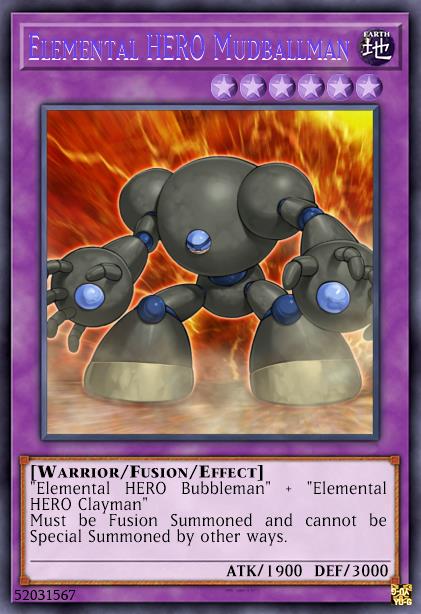 Elemental HERO Mudballman
EARTH
地
[Warrior/Fusion/Effect]
"Elemental HERO Bubbleman" + "Elemental
HERO Clayman"
Must be Fusion Summoned and cannot be
Special Summoned by other ways.
ATK/1900 DEF/3000
52031567